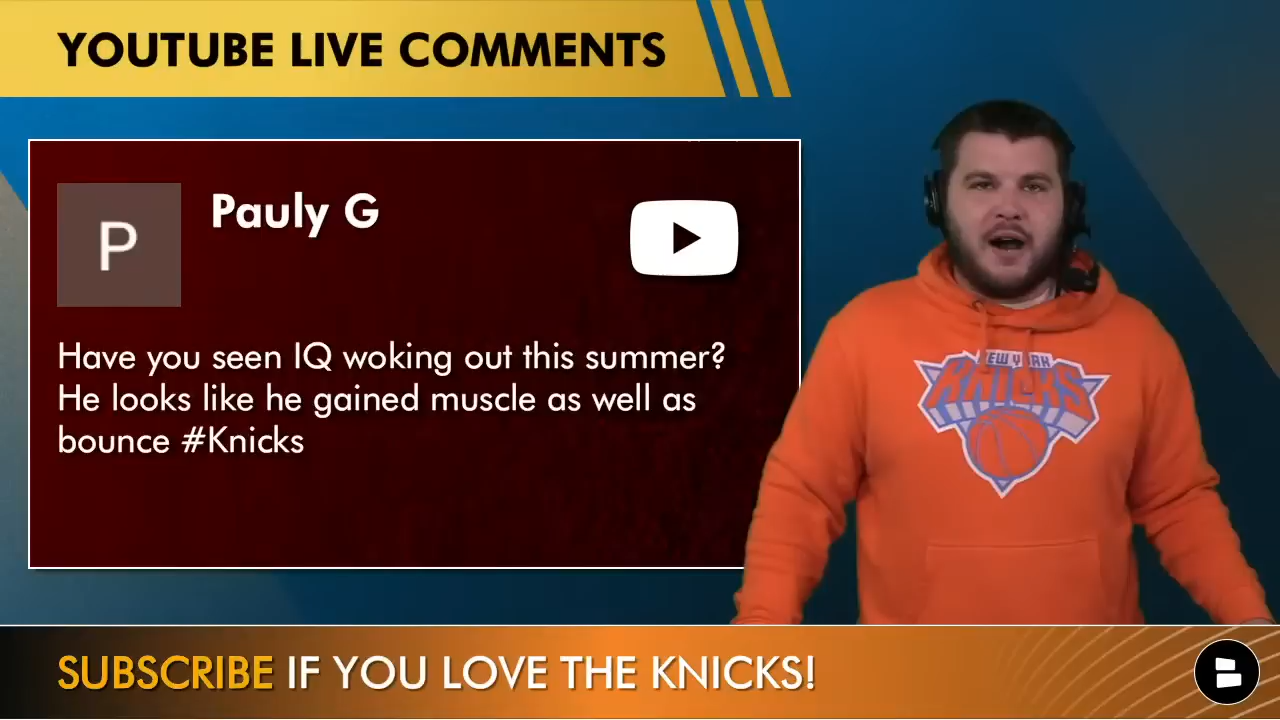 YOUTUBE LIVE COMMENTS
P
Pauly G
Have you seen IQ woking out this summer?
He looks like he gained muscle as well as
bounce #Knicks
NEW YORK
KNICKS
SUBSCRIBE IF YOU LOVE THE KNICKS!